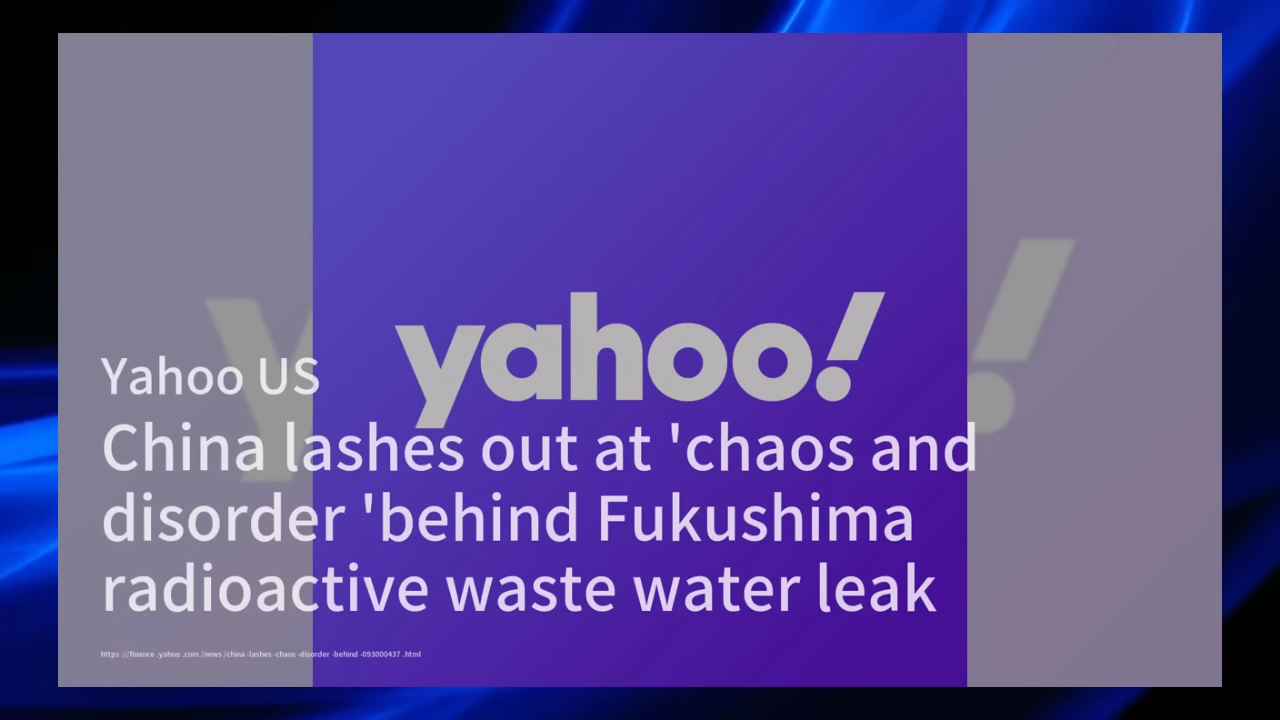 yahoo!
Yahoo US
China lashes out at 'chaos and
disorder 'behind Fukushima
radioactive waste water leak
https ://finance .yahoo .com /news /china -lashes -chaos -disorder -behind -093000437 .html